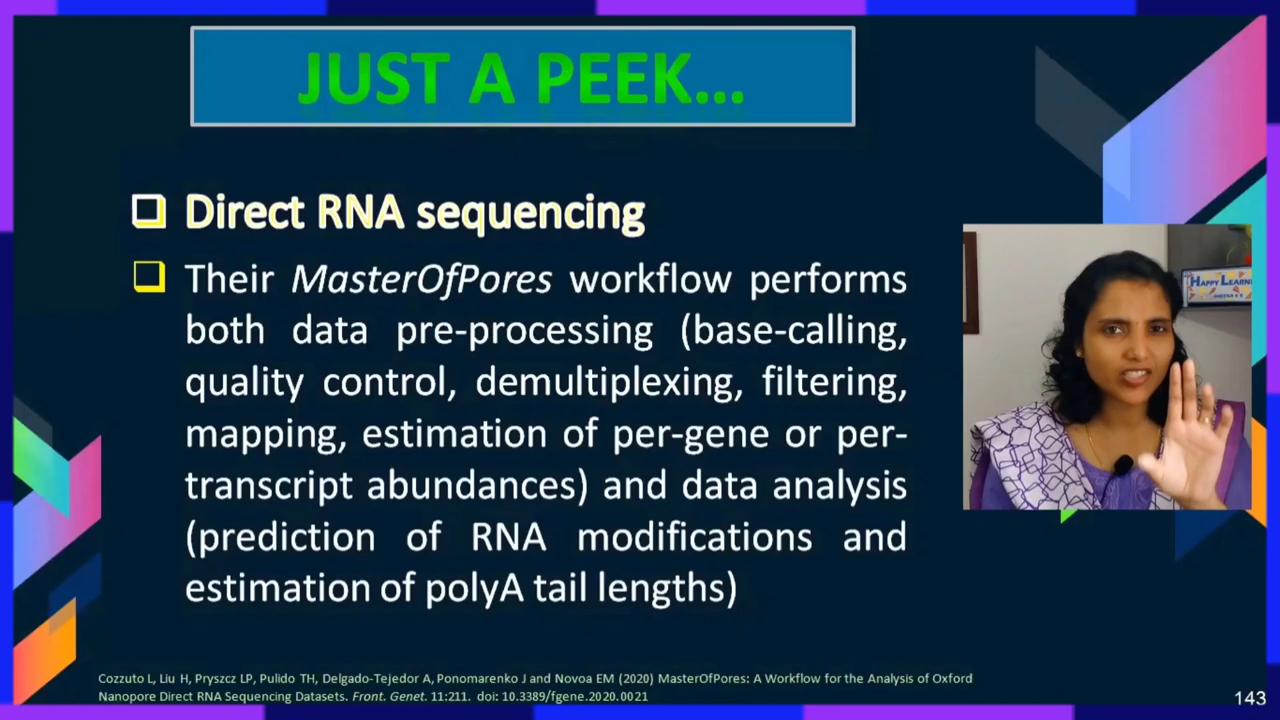 JUST A PEEK...
Direct RNA sequencing
Their MasterOfPores workflow performs
both data pre-processing (base-calling,
quality control, demultiplexing, filtering,
mapping, estimation of per-gene or per-
transcript abundances) and data analysis
(prediction of RNA modifications and
estimation of polyA tail lengths)
HAPPY LEARN
Cozzuto L, Liu H, Pryszcz LP, Pulido TH, Delgado-Tejedor A, Ponomarenko J and Novoa EM (2020) MasterOfPores: A Workflow for the Analysis of Oxford
Nanopore Direct RNA Sequencing Datasets. Front. Genet. 11:211. doi: 10.3389/fgene.2020.0021
143